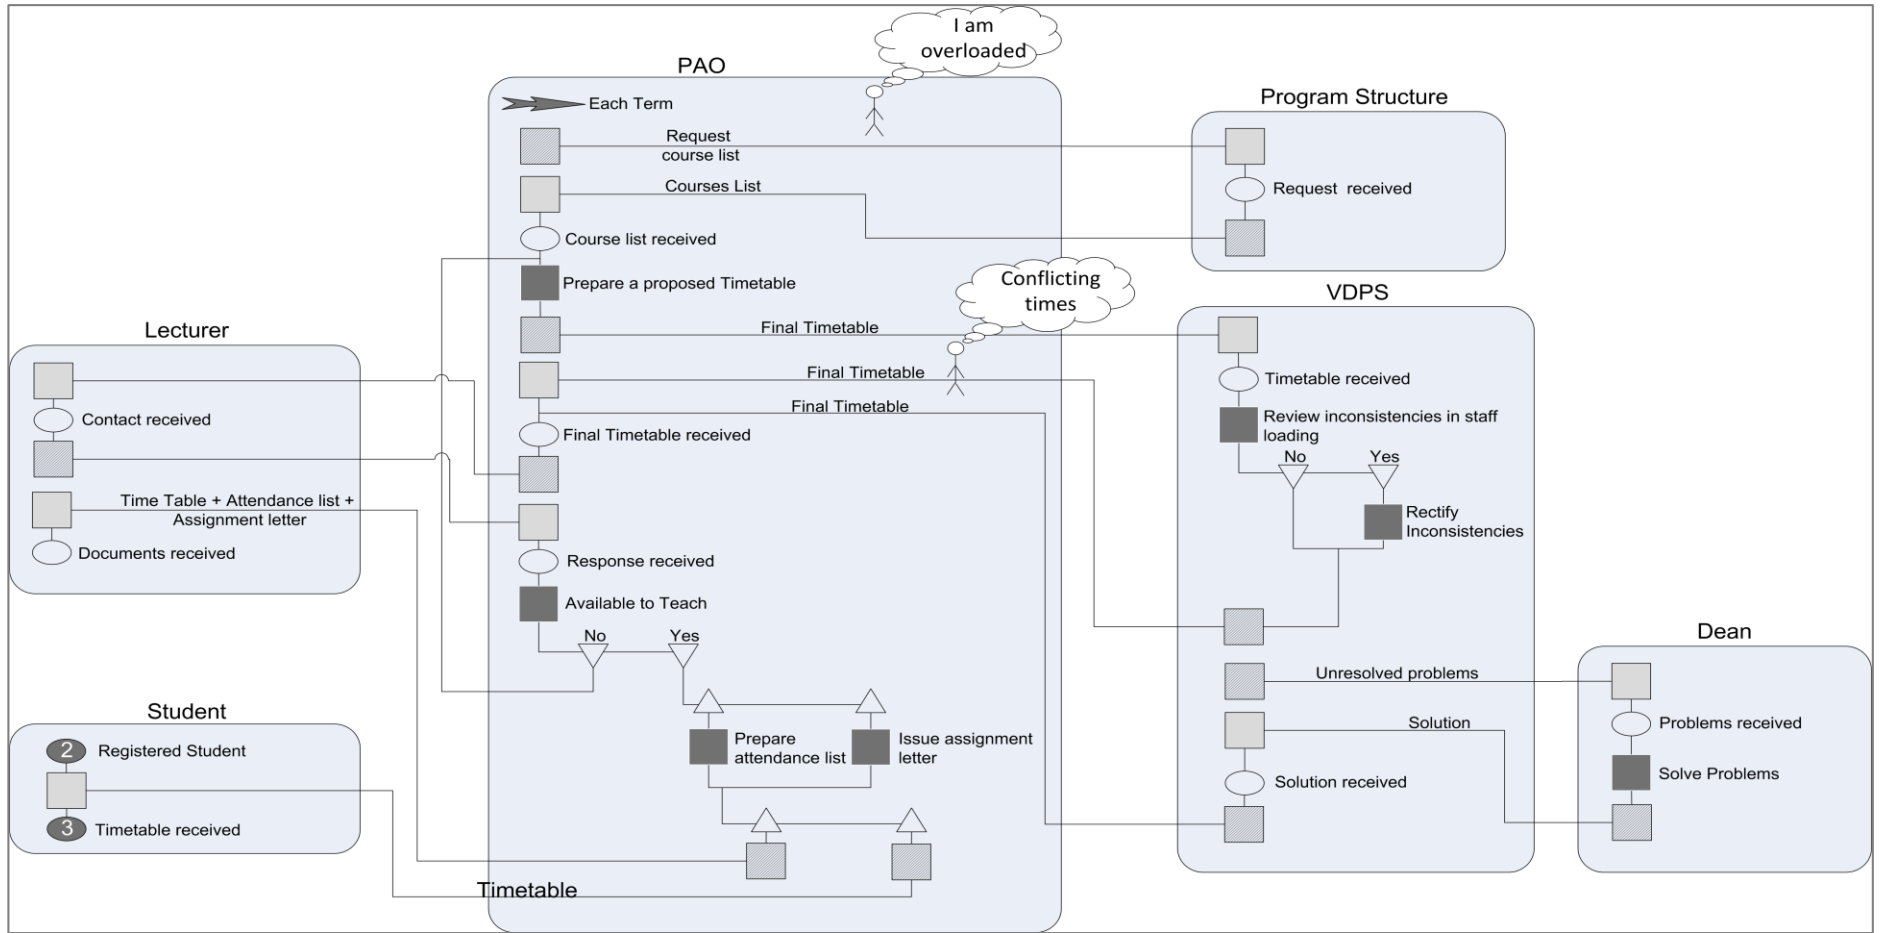 I am
overloaded
PAO
Each Term
Program Structure
Request
course list
Request  received
Courses List
Course list received
Prepare a proposed Timetable
Conflicting
times
VDPS
Final Timetable
Final Timetable
Final Timetable
Final Timetable received
Timetable received
Review inconsistencies in staff
loading
No
Yes
Rectify
Inconsistencies
Lecturer
Contact received
Time Table + Attendance list +
Assignment letter
Documents received
Response received
Available to Teach
No
Yes
Prepare
attendance list
Issue assignment
letter
Dean
Unresolved problems
Problems received
Solution
Solution received
Solve Problems
Student
2
Registered Student
3
Timetable received
Timetable